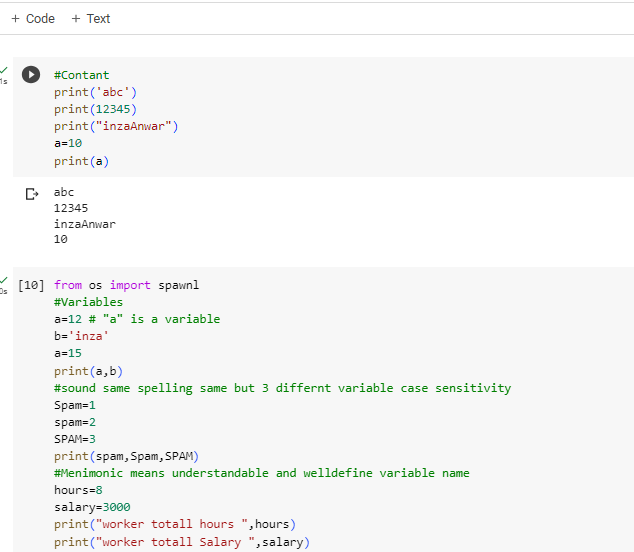 + Code + Text
1s
#Contant
print('abc')
print(12345)
print("inzaAnwar")
a=10
print(a)
abc
12345
inzaAnwar
10
0s
[10] from os import spawnl
#Variables
a=12 # "a" is a variable
b='inza'
a=15
print(a,b)
#sound same spelling same but 3 differnt variable case sensitivity
Spam=1
spam=2
SPAM=3
print(spam,Spam,SPAM)
#Menimonic means understandable and welldefine variable name
hours=8
salary=3000
print("worker totall hours ",hours)
print("worker totall Salary ",salary)